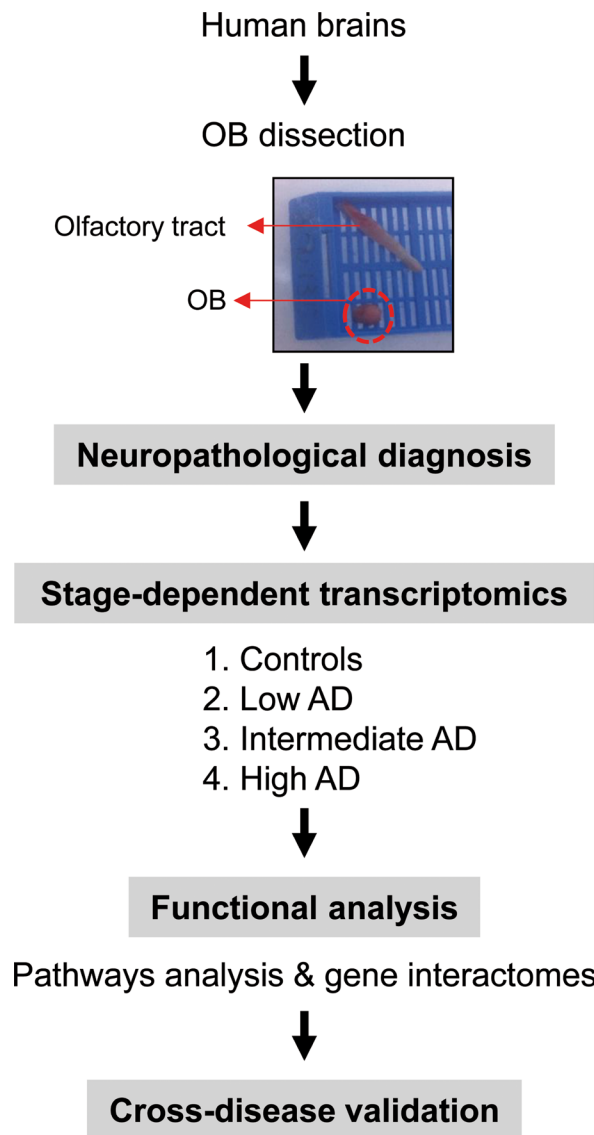 Human brains
OB dissection
Olfactory tract
OB
Neuropathological diagnosis
Stage-dependent transcriptomics
1. Controls
2. Low AD
3. Intermediate AD
4. High AD
Functional analysis
Pathways analysis & gene interactomes
Cross-disease validation